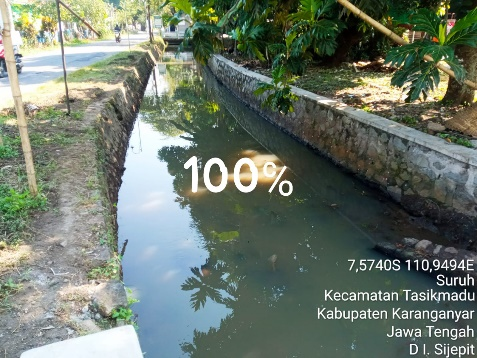 100%
7,5740S 110,9494E
Suruh
Kecamatan Tasikmadu
Kabupaten Karanganyar
Jawa Tengah
D I. Sijepit